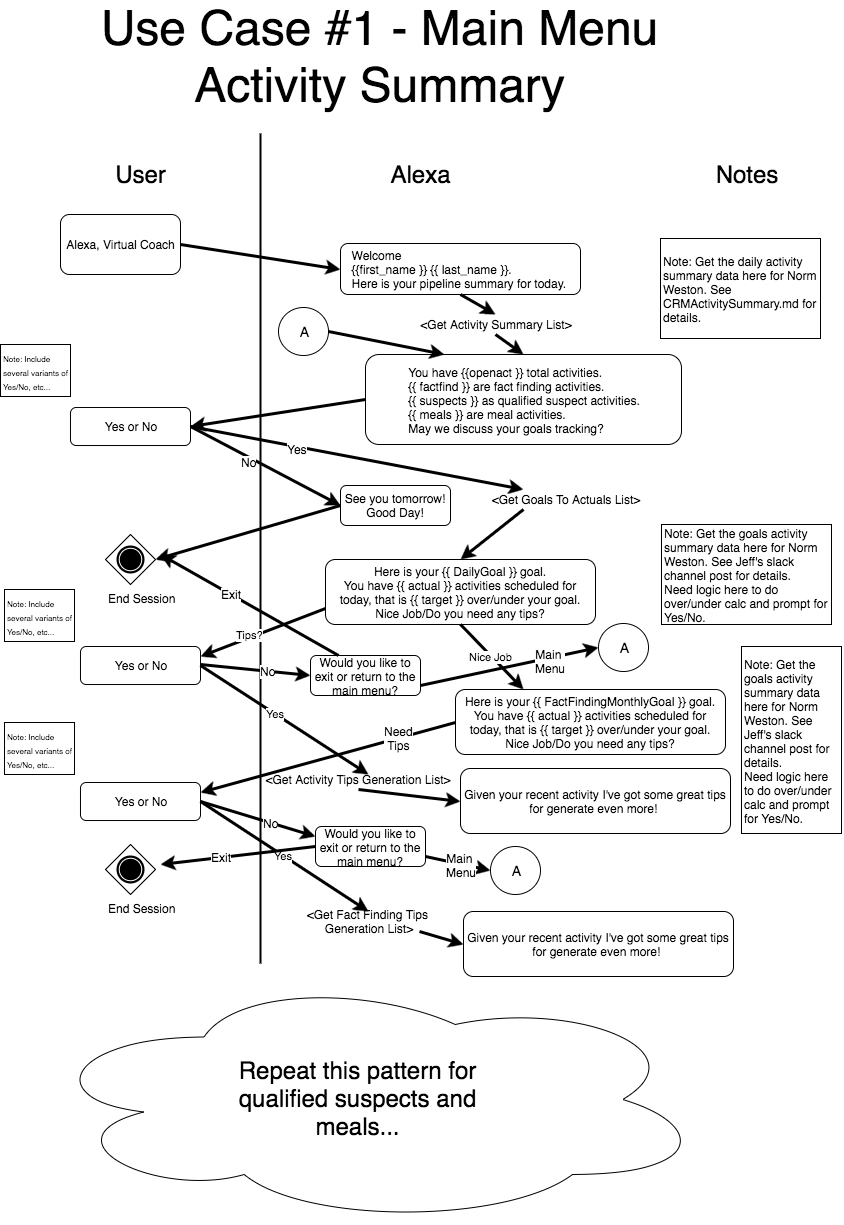 Use Case #1 - Main Menu
Activity Summary
User
Alexa
Notes
Alexa, Virtual Coach
Welcome
{{first_name }} {{ last_name }}.
Here is your pipeline summary for today.
Note: Get the daily activity
summary data here for Norm
Weston. See
CRMActivitySummary.md for
details.
A
<Get Activity Summary List>
Note: Include
several variants of
Yes/No, etc...
You have {{openact }} total activities.
{{ factfind }} are fact finding activities.
{{ suspects }} as qualified suspect activities.
{{ meals }} are meal activities.
May we discuss your goals tracking?
Yes or No
Yes
No
See you tomorrow!
Good Day!
<Get Goals To Actuals List>
Note: Get the goals activity
summary data here for Norm
Weston. See Jeff's slack
channel post for details.
Need logic here to do
over/under calc and prompt for
Yes/No.
End Session
Here is your {{ DailyGoal }} goal.
You have {{ actual }} activities scheduled for
today, that is {{ target }} over/under your goal.
Nice Job/Do you need any tips?
Exit
Note: Include
several variants of
Yes/No, etc...
Tips?
Yes or No
No
Would you like to
exit or return to the
main menu?
Nice Job
Main
Menu
A
Note: Get the
goals activity
summary data
here for Norm
Weston. See
Jeff's slack
channel post for
details.
Need logic here
to do over/under
calc and prompt
for Yes/No.
Here is your {{ FactFindingMonthlyGoal }} goal.
You have {{ actual }} activities scheduled for
today, that is {{ target }} over/under your goal.
Nice Job/Do you need any tips?
Yes
Note: Include
several variants of
Yes/No, etc...
Need
Tips
<Get Activity Tips Generation List>
Given your recent activity I've got some great tips
for generate even more!
Yes or No
No
Would you like to
exit or return to the
main menu?
Exit
Yes
Main
Menu
A
End Session
<Get Fact Finding Tips
Generation List>
Given your recent activity I've got some great tips
for generate even more!
Repeat this pattern for
qualified suspects and
meals...